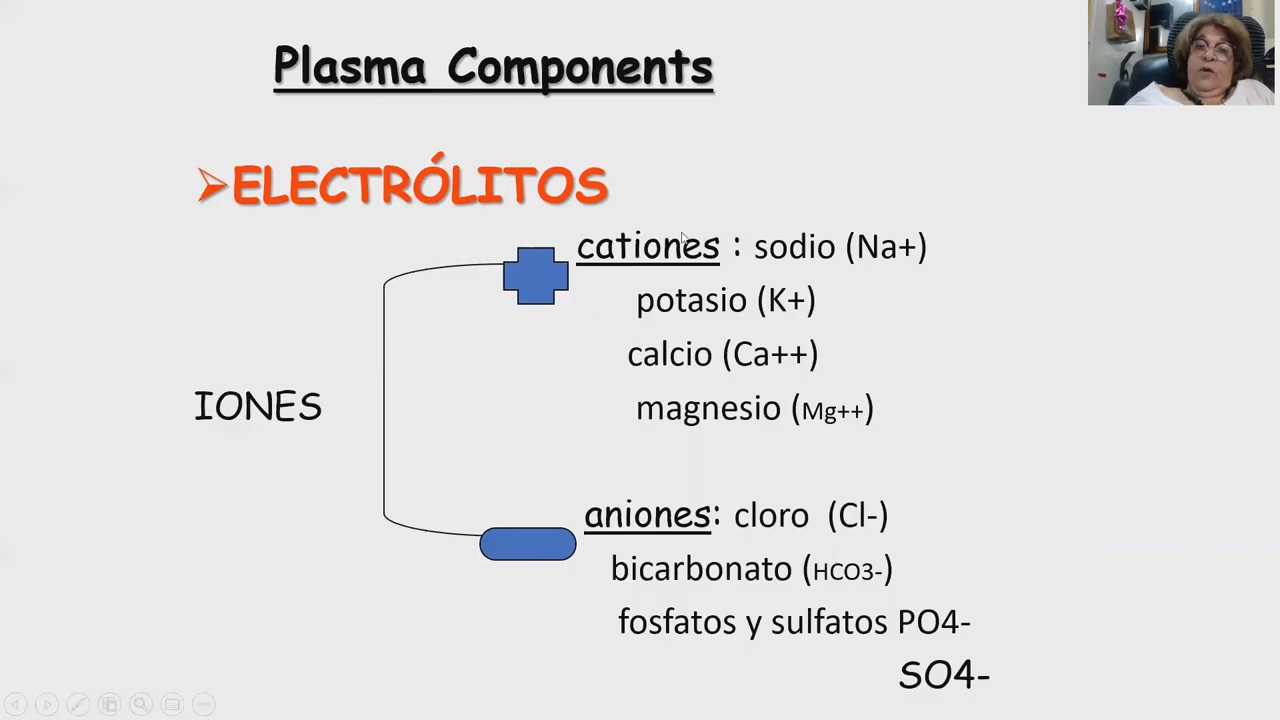 Plasma Components
ELECTRÓLITOS
cationes : sodio (Na+)
potasio (K+)
calcio (Ca++)
IONES
magnesio (Mg++)
aniones: cloro (Cl-)
bicarbonato (HCO3-)
fosfatos y sulfatos PO4-
SO4-